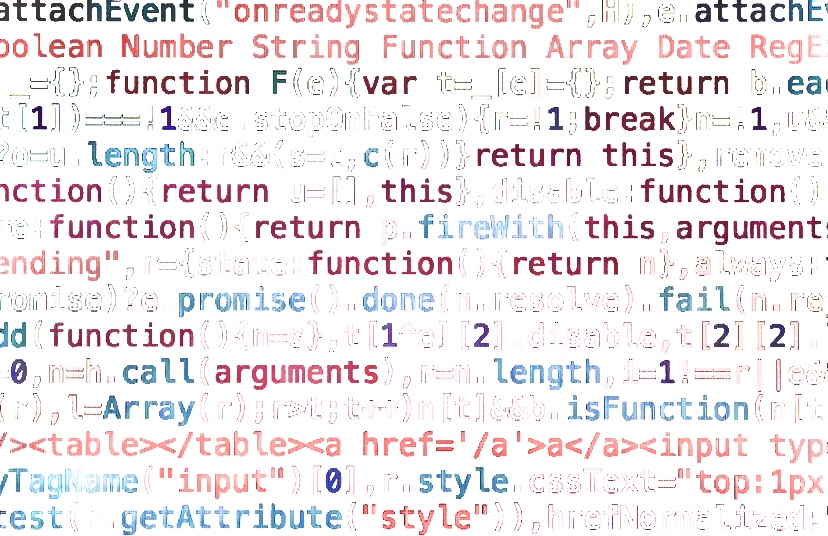 attachEvent("onreadystatechange",H),e.attachE
oolean Number String Function Array Date RegE
_={};function F(e){var t=_[e]={};return b.ea
t[1])===!1&&e.stopOnFalse){r=!1;break}n=!1,u&
?o=u.length:r&&(s=t,c(r))}return this},remove
nction(){return u=[],this},disable:function()
re:function(){return p.fireWith(this,arguments
ending",r={state:function(){return n},always:
romise)?e.promise().done(n.resolve).fail(n.re
dd(function(){n=s},t[1^e][2].disable,t[2][2].
0,n=h.call(arguments),r=n.length,i=1!==r||e&
(r),l=Array(r);r>t;t++)n[t]&&b.isFunction(n[t
/><table></table><a href='/a'>a</a><input typ
yTagName("input")[0],r.style.cssText="top:1px
test(r.getAttribute("style")),hrefNormalized: